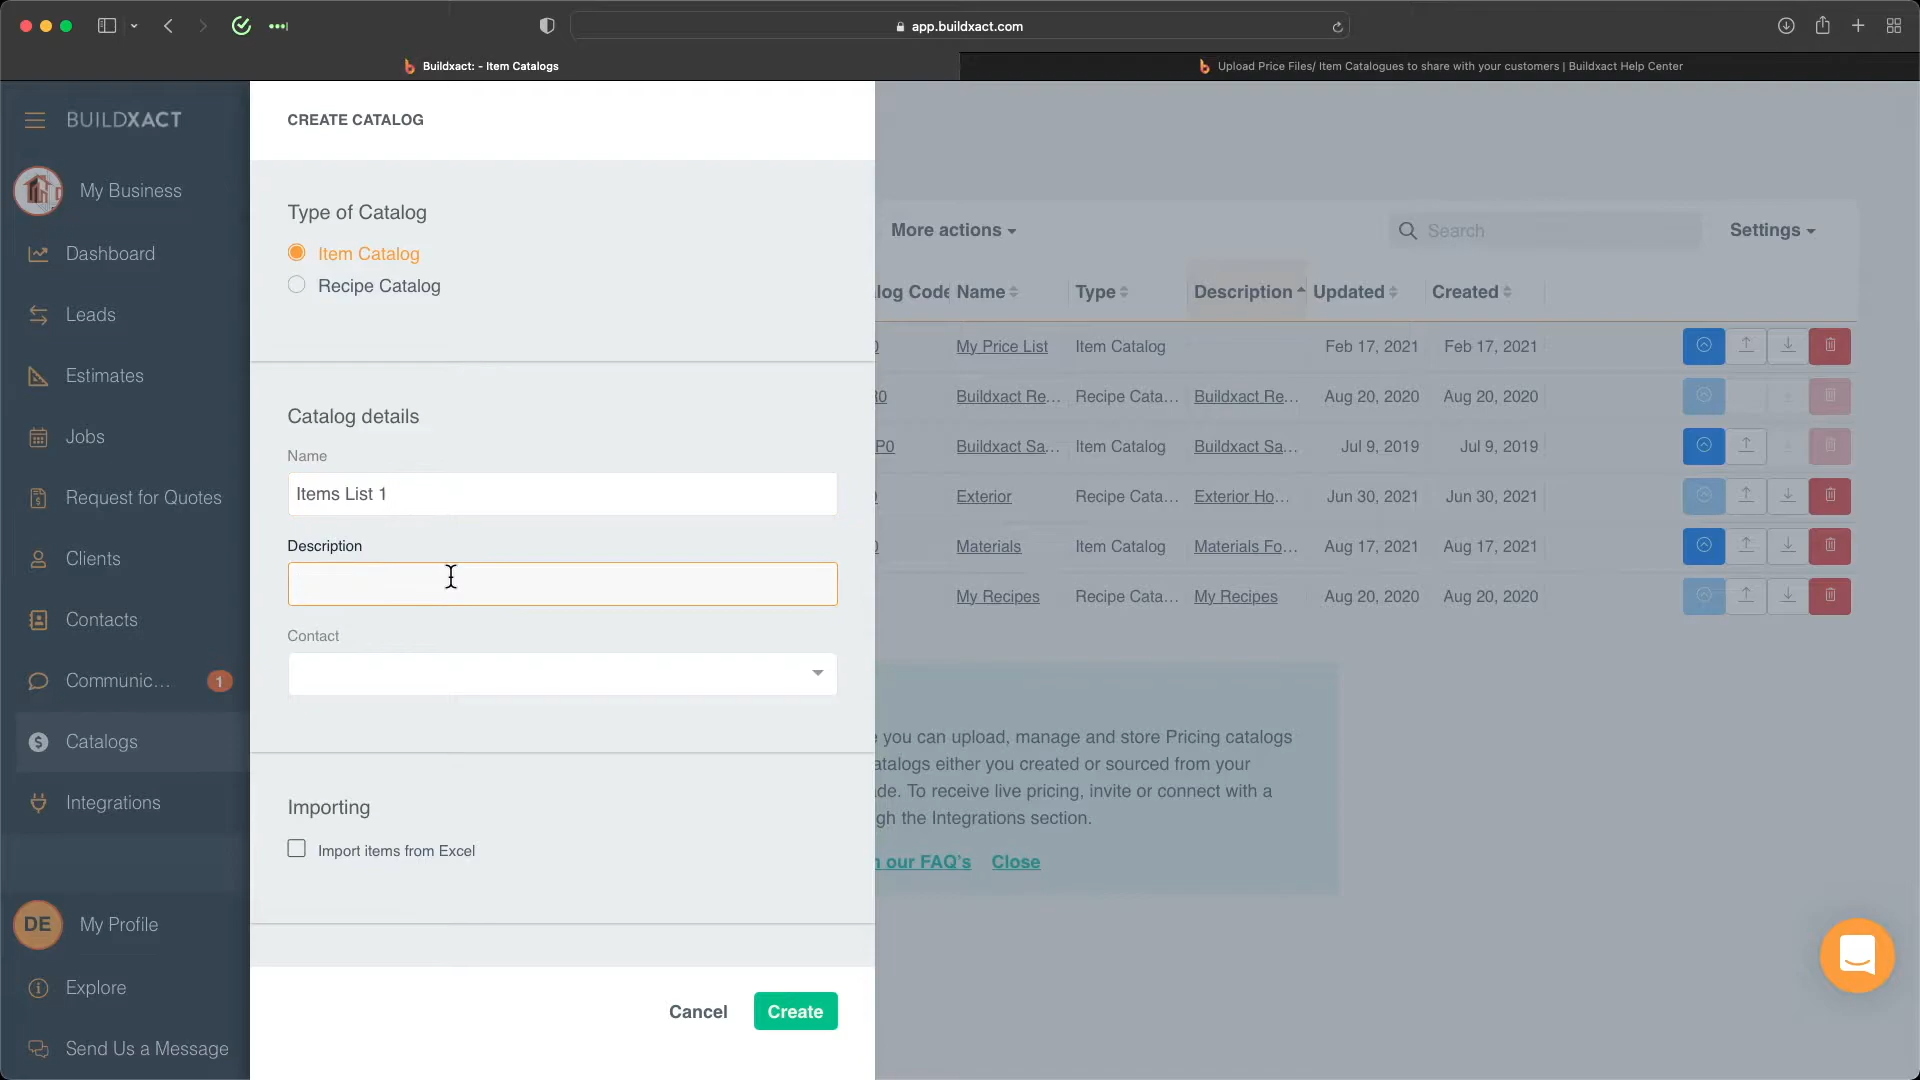 app.buildxact.com
Buildxact: - Item Catalogs
Upload Price Files/ Item Catalogues to share with your customers | Buildxact Help Center
BUILDXACT
My Business
Dashboard
Leads
Estimates
Jobs
Request for Quotes
Clients
Contacts
Communic... 1
Catalogs
Integrations
DE My Profile
Explore
Send Us a Message
CREATE CATALOG
Type of Catalog
Item Catalog
Recipe Catalog
Catalog details
Name
Items List 1
Description
Contact
Importing
Import items from Excel
Cancel Create
More actions Search Settings
log Code Name Type Description Updated Created
My Price List Item Catalog Feb 17, 2021 Feb 17, 2021
Buildxact Re... Recipe Cata... Buildxact Re... Aug 20, 2020 Aug 20, 2020
P0 Buildxact Sa... Item Catalog Buildxact Sa... Jul 9, 2019 Jul 9, 2019
Exterior Recipe Cata... Exterior Ho... Jun 30, 2021 Jun 30, 2021
Materials Item Catalog Materials Fo... Aug 17, 2021 Aug 17, 2021
My Recipes Recipe Cata... My Recipes Aug 20, 2020 Aug 20, 2020
you can upload, manage and store Pricing catalogs
atalogs either you created or sourced from your
de. To receive live pricing, invite or connect with a
gh the Integrations section.
our FAQ's Close